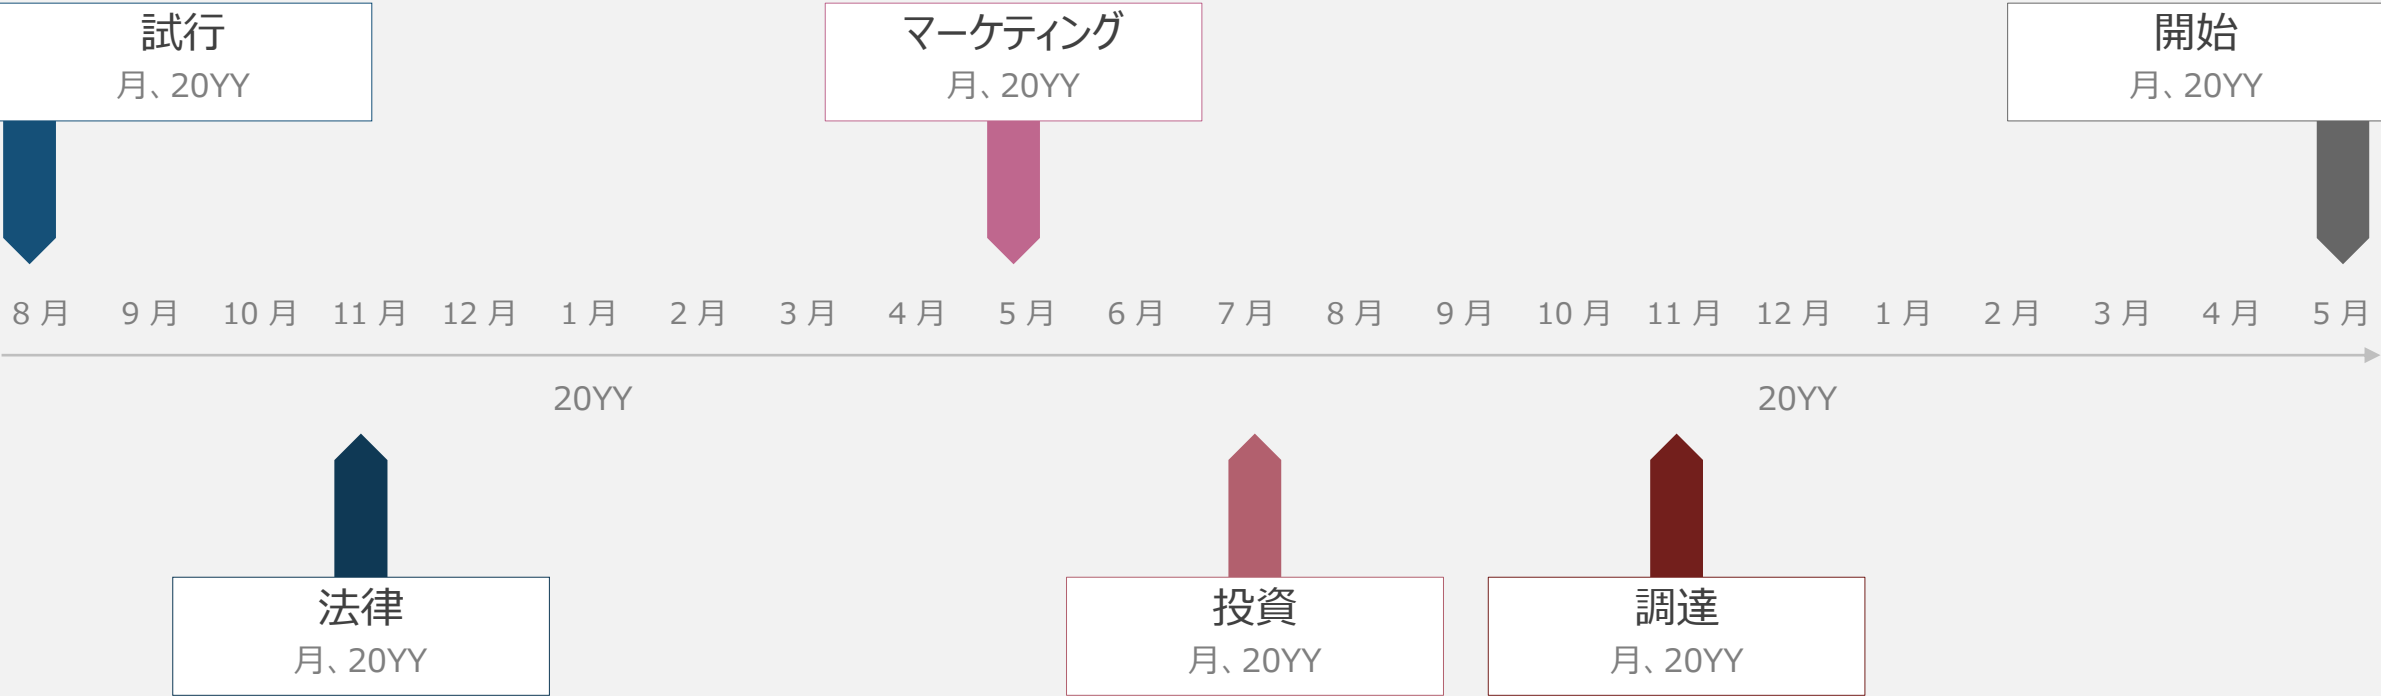 試行
月、20YY
マーケティング
月、20YY
開始
月、20YY
8 月 9 月 10 月 11 月 12 月 1 月 2 月 3 月 4 月 5 月 6 月 7 月 8 月 9 月 10 月 11 月 12 月 1 月 2 月 3 月 4 月 5 月
20YY 20YY
法律
月、20YY
投資
月、20YY
調達
月、20YY